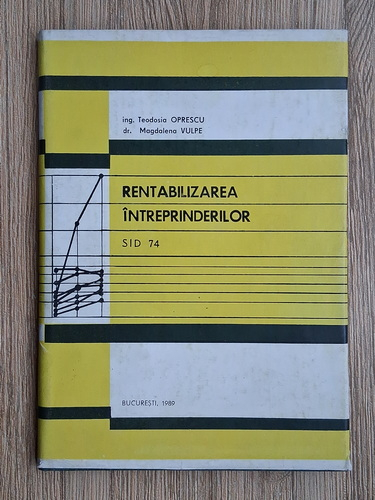 ing. Teodosia OPRESCU
dr. Magdalena VULPE
RENTABILIZAREA
ÎNTREPRINDERILOR
SID 74
BUCUREȘTI, 1989